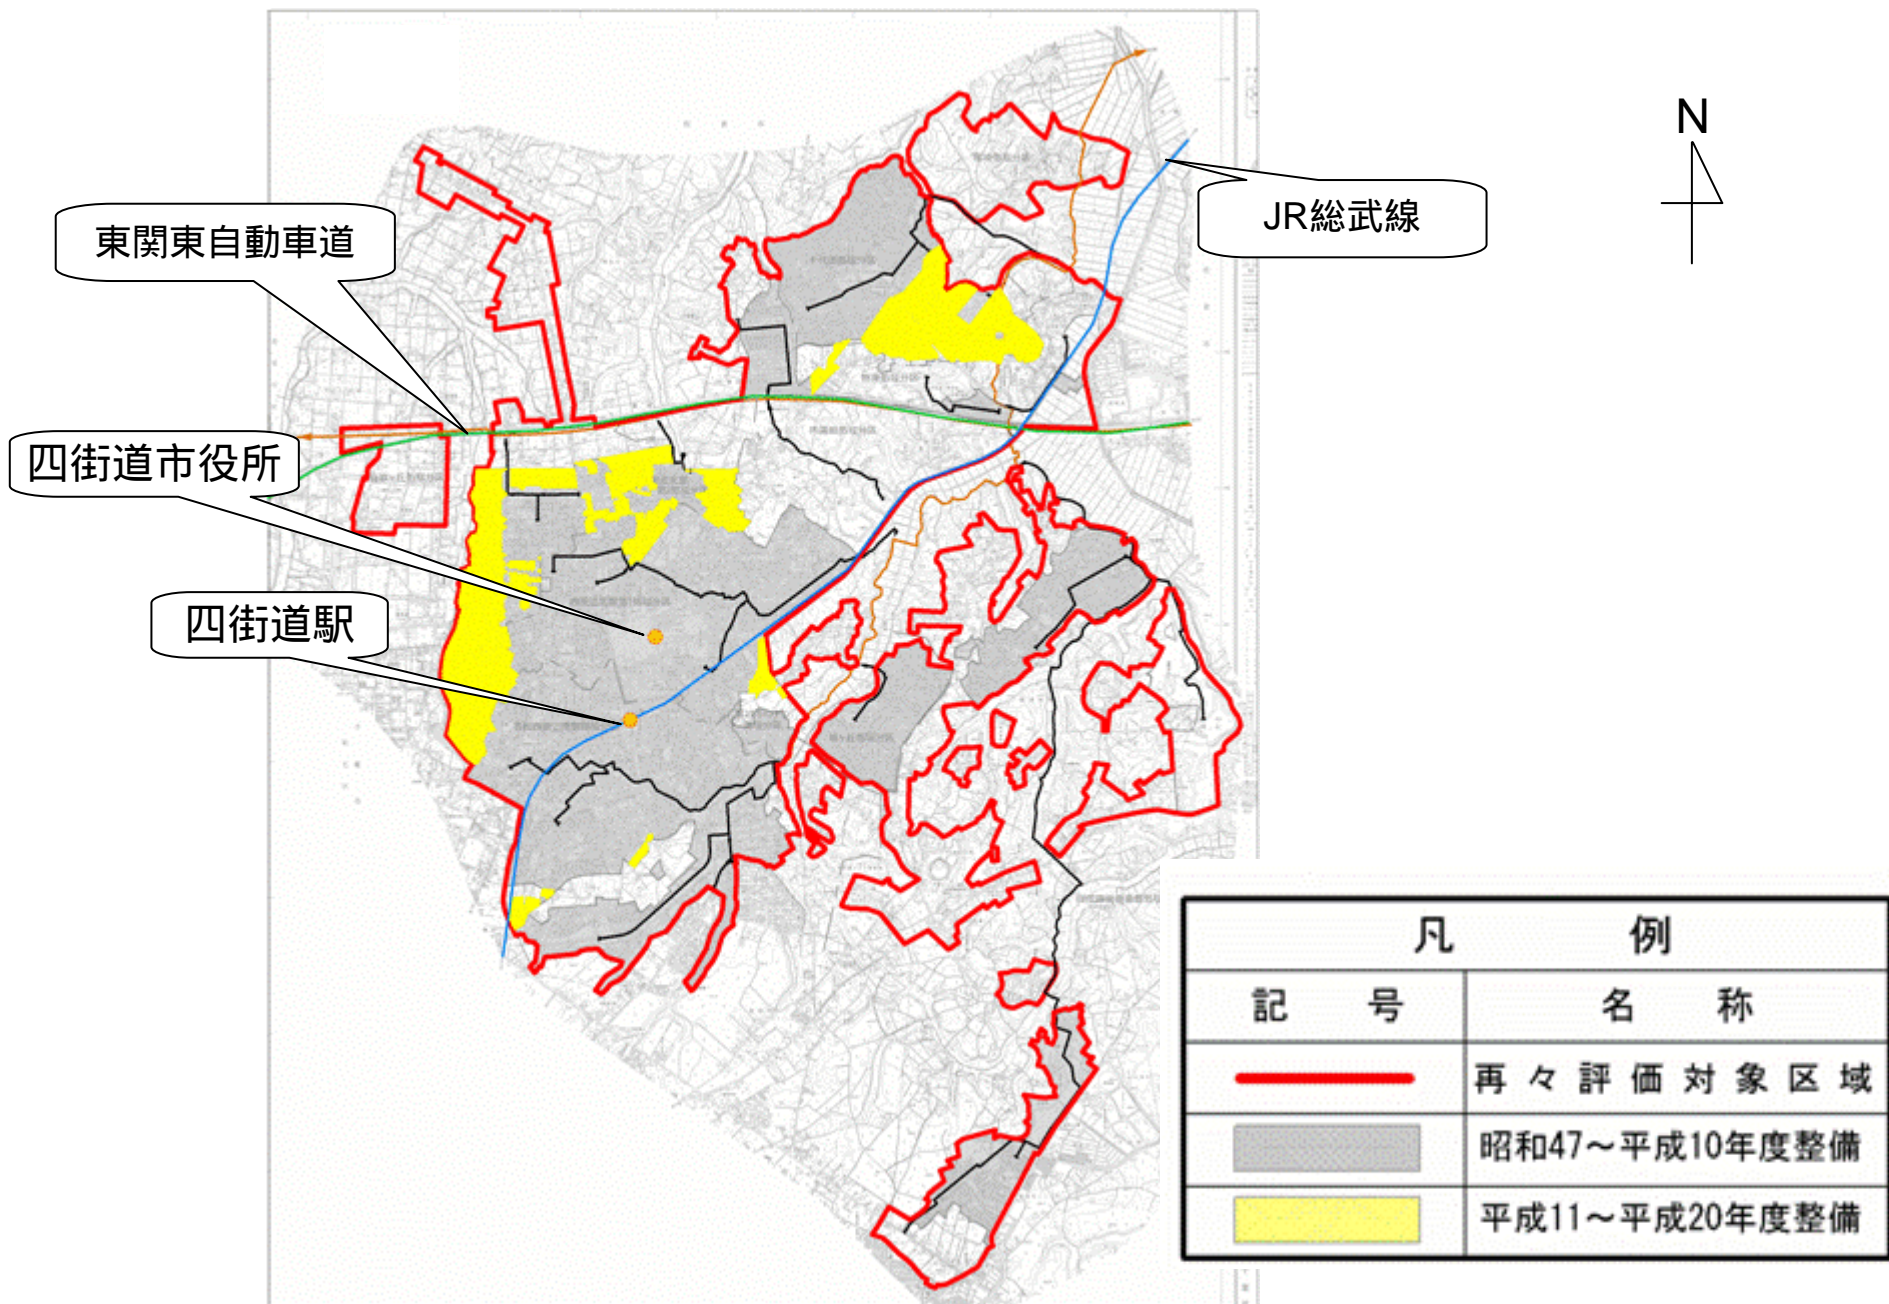 N
JR総武線
東関東自動車道
四街道市役所
四街道駅
凡 例
記 号 名 称
再々評価対象区域
昭和47～平成10年度整備
平成11～平成20年度整備